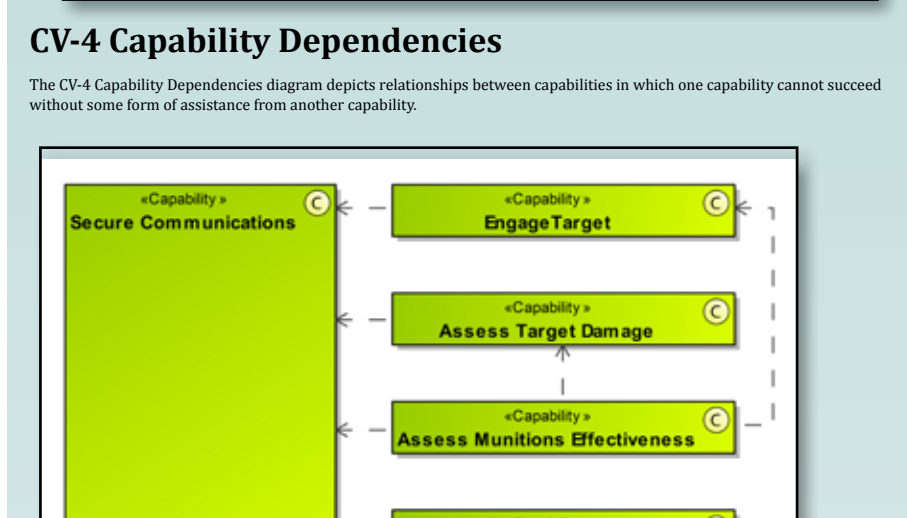 CV-4 Capability Dependencies
The CV-4 Capability Dependencies diagram depicts relationships between capabilities in which one capability cannot succeed
without some form of assistance from another capability.
«Capability»
C
Secure Communications
«Capability»
C
EngageTarget
«Capability»
C
Assess Target Damage
«Capability»
C
Assess Munitions Effectiveness